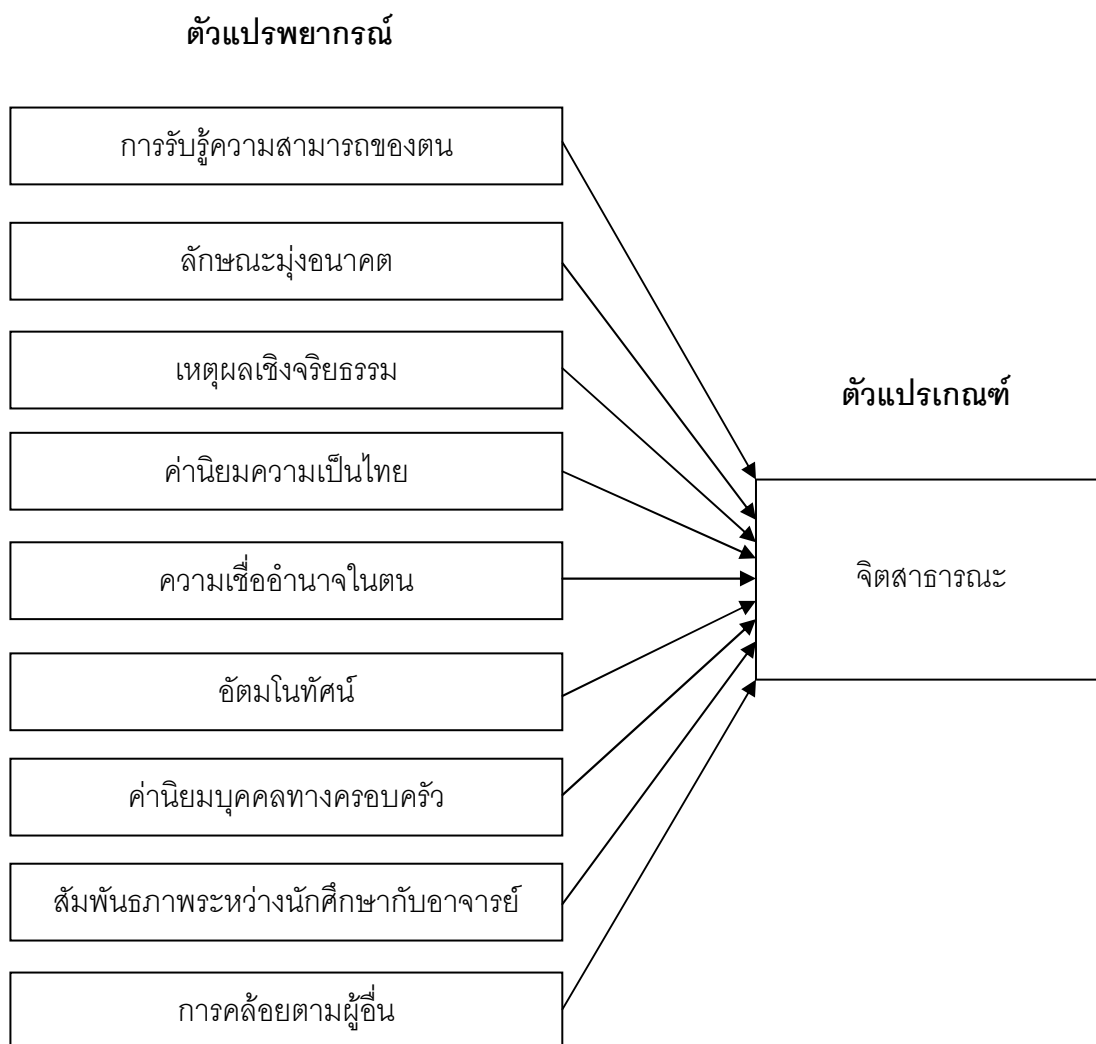 ตัวแปรพยากรณ์
การรับรู้ความสามารถของตน
ลักษณะมุ่งอนาคต
เหตุผลเชิงจริยธรรม
ค่านิยมความเป็นไทย
ความเชื่ออำนาจในตน
อัตมโนทัศน์
ค่านิยมบุคคลทางครอบครัว
สัมพันธภาพระหว่างนักศึกษากับอาจารย์
การคล้อยตามผู้อื่น
ตัวแปรเกณฑ์
จิตสาธารณะ